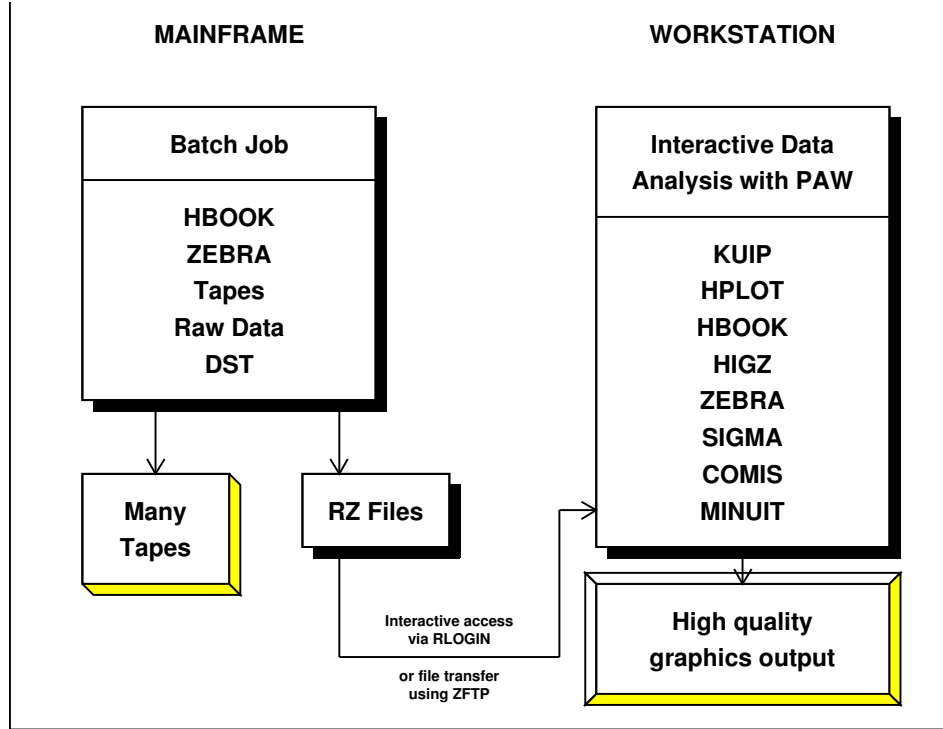 MAINFRAME
WORKSTATION
Batch Job
HBOOK
ZEBRA
Tapes
Raw Data
DST
Many
Tapes
RZ Files
Interactive access
via RLOGIN
or file transfer
using ZFTP
Interactive Data
Analysis with PAW
KUIP
HPLOT
HBOOK
HIGZ
ZEBRA
SIGMA
COMIS
MINUIT
High quality
graphics output